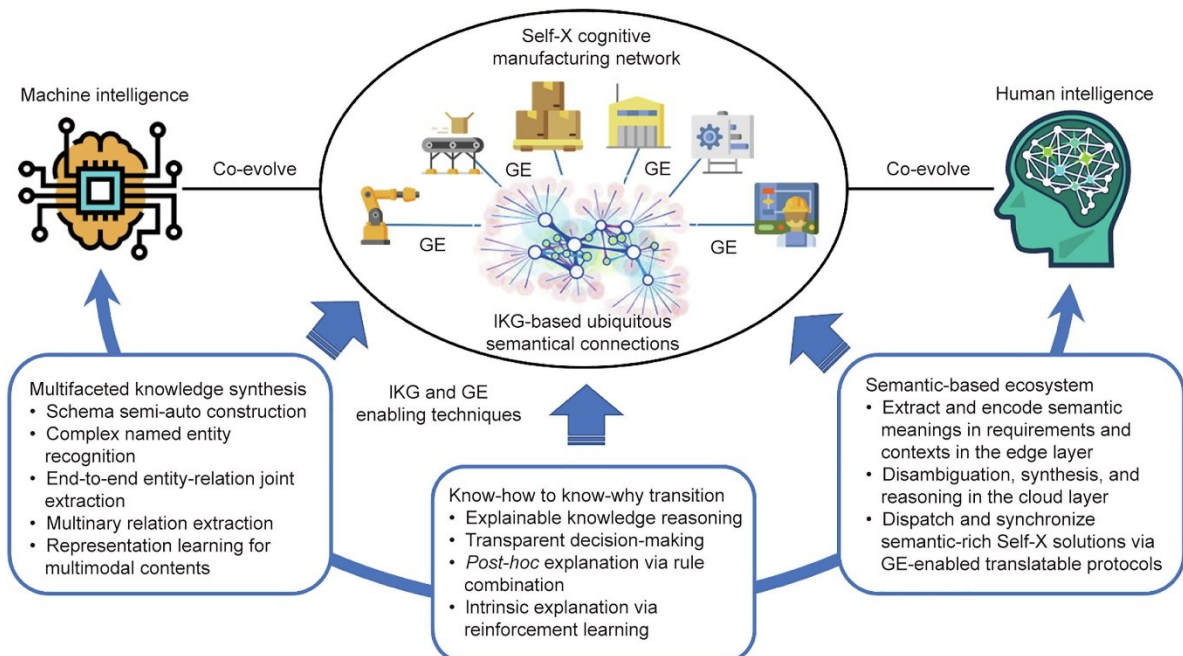 Self-X cognitive
manufacturing network
Machine intelligence
Human intelligence
Co-evolve
Co-evolve
GE
GE
GE
GE
IKG-based ubiquitous
semantical connections
IKG and GE
enabling techniques
Multifaceted knowledge synthesis
• Schema semi-auto construction
• Complex named entity
recognition
• End-to-end entity-relation joint
extraction
• Multinary relation extraction
• Representation learning for
multimodal contents
Know-how to know-why transition
• Explainable knowledge reasoning
• Transparent decision-making
• Post-hoc explanation via rule
combination
• Intrinsic explanation via
reinforcement learning
Semantic-based ecosystem
• Extract and encode semantic
meanings in requirements and
contexts in the edge layer
• Disambiguation, synthesis, and
reasoning in the cloud layer
• Dispatch and synchronize
semantic-rich Self-X solutions via
GE-enabled translatable protocols